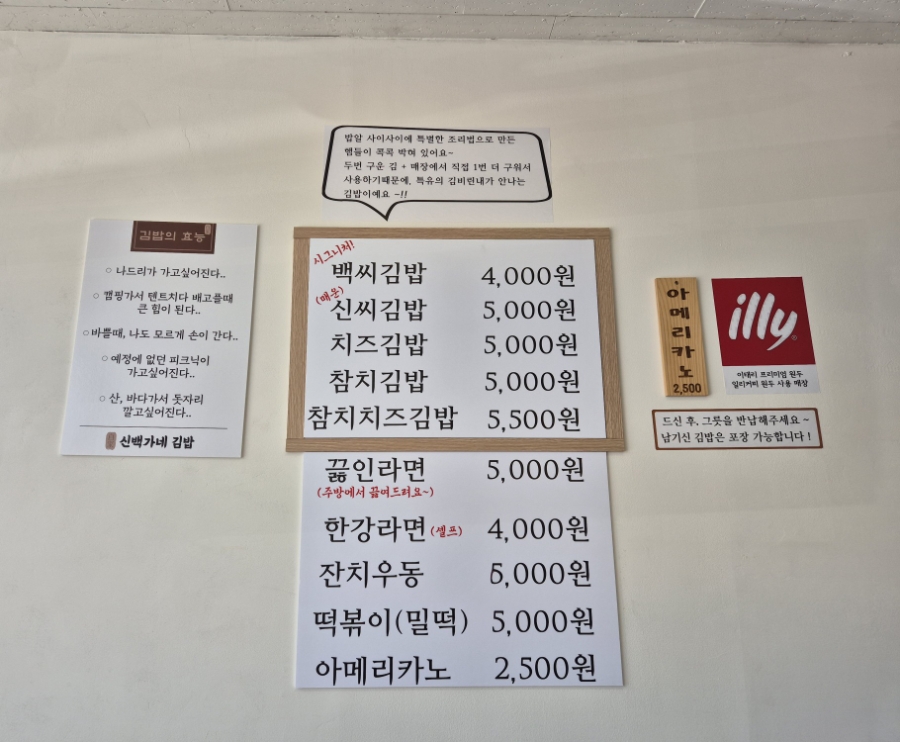 밥알 사이사이에 특별한 조리법으로 만든
햄들이 콕콕 박혀 있어요~
두번 구운 김 + 매장에서 직접 1번 더 구워서
사용하기때문에, 특유의 김비린내가 안나는
김밥이예요 ~!!
김밥의 효능
○ 나드리가 가고싶어진다..
○ 캠핑가서 텐트치다 배고플때
큰 힘이 된다..
○ 바쁠때, 나도 모르게 손이 간다..
○ 예정에 없던 피크닉이
가고싶어진다..
○ 산, 바다가서 돗자리
깔고싶어진다..
신백가네 김밥
시그니처!
백씨김밥 4,000원
(매운)
신씨김밥 5,000원
치즈김밥 5,000원
참치김밥 5,000원
참치치즈김밥 5,500원
끓인라면 5,000원
(주방에서 끓여드려요~)
한강라면 (셀프) 4,000원
잔치우동 5,000원
떡볶이(밀떡) 5,000원
아메리카노 2,500원
아메리카노
2,500
illy
이태리 프리미엄 원두
일리커피 원두 사용 매장
드신 후, 그릇을 반납해주세요 ~
남기신 김밥은 포장 가능합니다 !